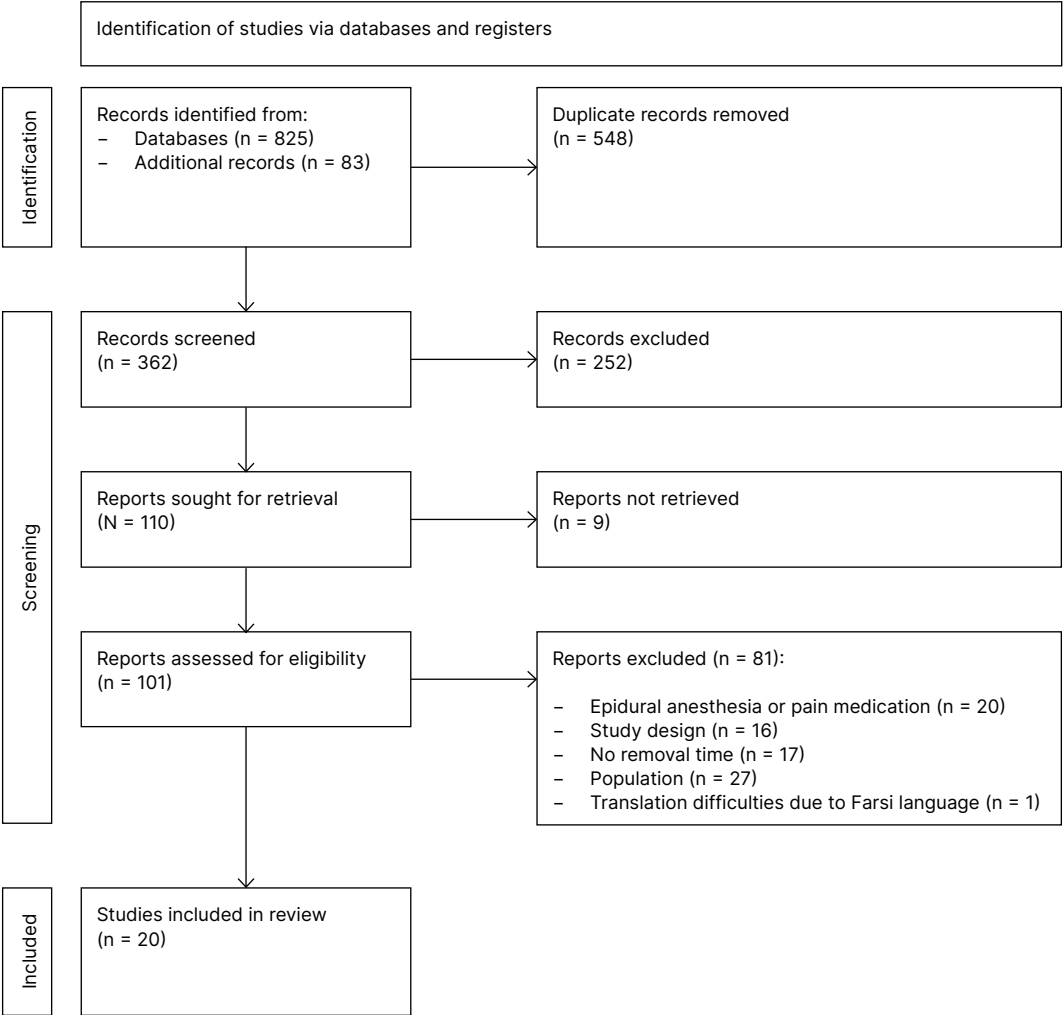 Identification of studies via databases and registers
Identification
Records identified from:
– Databases (n = 825)
– Additional records (n = 83)
Duplicate records removed
(n = 548)
Screening
Records screened
(n = 362)
Records excluded
(n = 252)
Reports sought for retrieval
(N = 110)
Reports not retrieved
(n = 9)
Reports assessed for eligibility
(n = 101)
Reports excluded (n = 81):
– Epidural anesthesia or pain medication (n = 20)
– Study design (n = 16)
– No removal time (n = 17)
– Population (n = 27)
– Translation difficulties due to Farsi language (n = 1)
Included
Studies included in review
(n = 20)